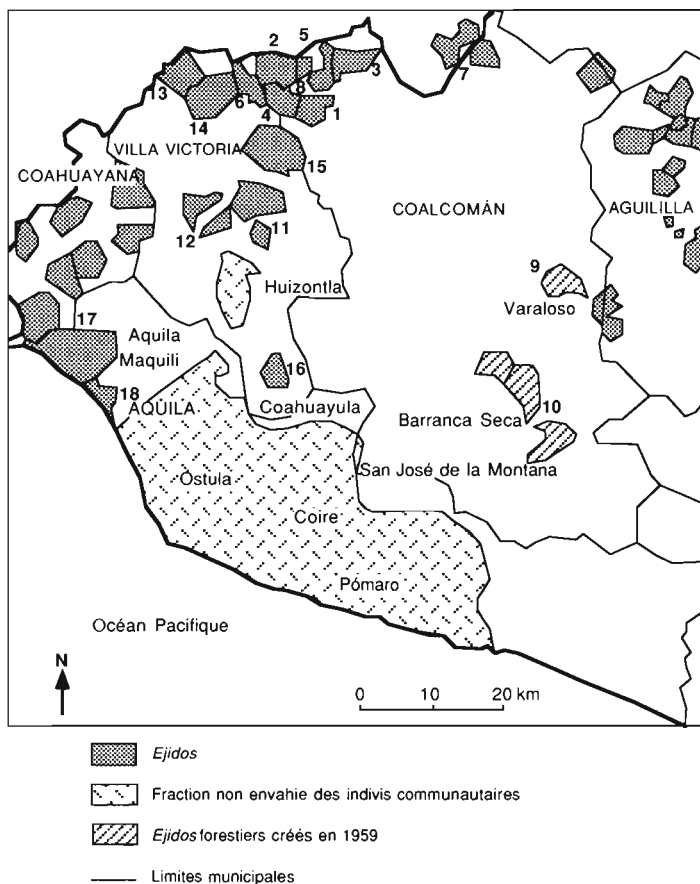 2
5
13
6
8
3
7
14
4
1
VILLA VICTORIA
15
COAHUAYANA
COALCOMÁN
AGUILILLA
12
11
9
Huizontla
Varaloso
17
Aquila
Maquili
16
18
AQUILA
Coahuayula
Barranca Seca
10
San José de la Montana
Ostula
Coire
Pómaro
Océan Pacifique
N
0 10 20 km
Ejidos
Fraction non envahie des indivis communautaires
Ejidos forestiers créés en 1959
Limites municipales